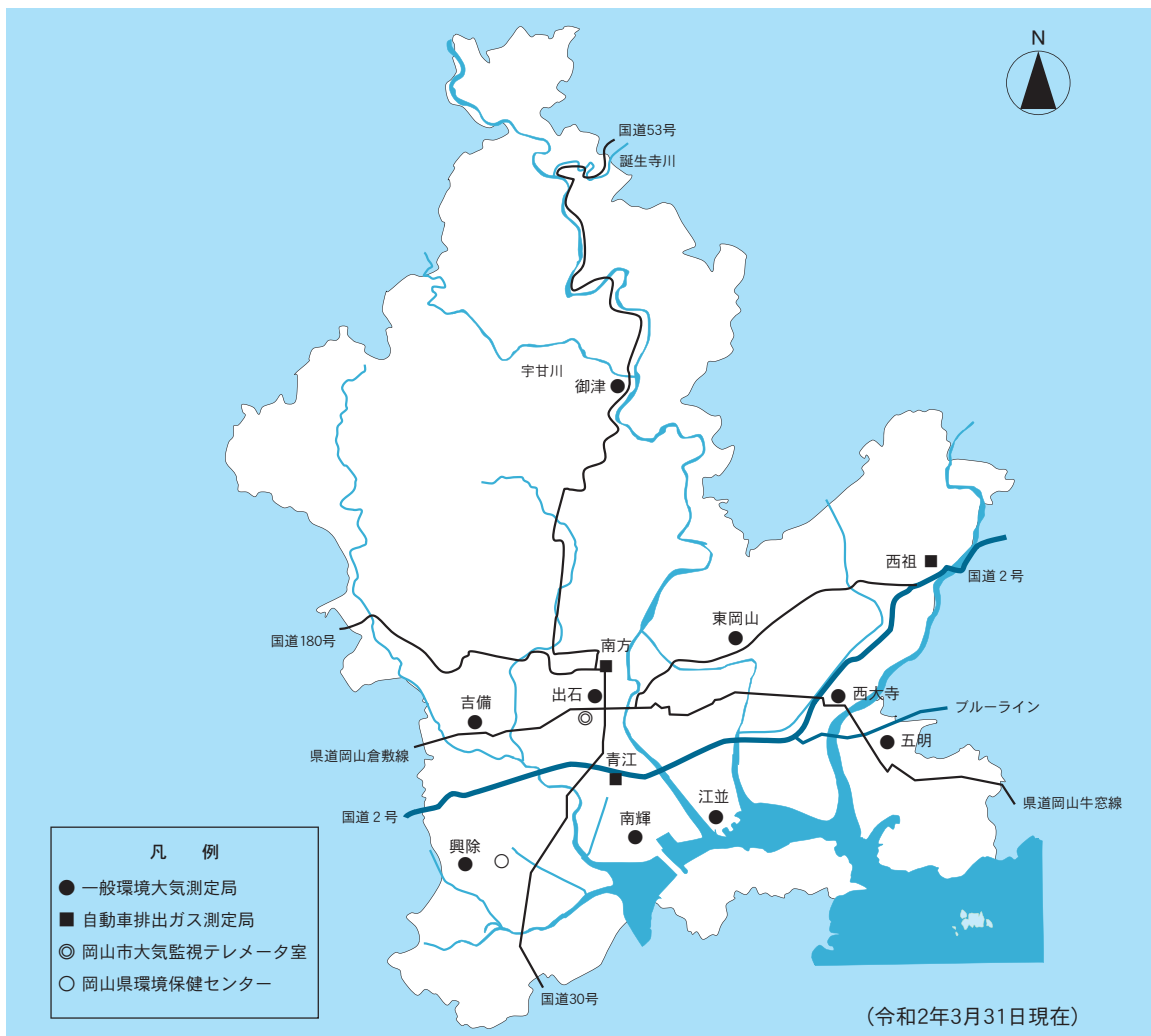 N
国道53号
誕生寺川
宇甘川
御津
西祖
国道２号
東岡山
国道180号
南方
出石
西大寺
吉備
ブルーライン
五明
県道岡山倉敷線
青江
県道岡山牛窓線
国道２号
江並
南輝
興除
凡　例
一般環境大気測定局
自動車排出ガス測定局
岡山市大気監視テレメータ室
岡山県環境保健センター
国道30号
(令和2年3月31日現在)